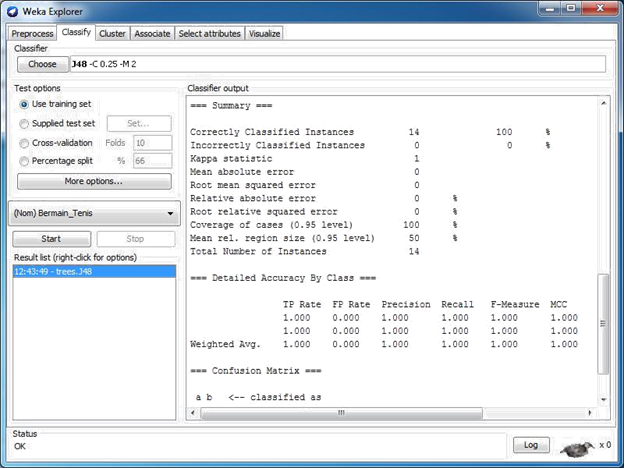 Weka Explorer
Preprocess Classify Cluster Associate Select attributes Visualize
Classifier
Choose J48 -C 0.25 -M 2
Test options
Use training set
Supplied test set Set...
Cross-validation Folds 10
Percentage split % 66
More options...
(Nom) Bermain_Tenis
Start Stop
Result list (right-click for options)
12:43:49 - trees.J48
Classifier output
=== Summary ===
Correctly Classified Instances 14 100 %
Incorrectly Classified Instances 0 0 %
Kappa statistic 1
Mean absolute error 0
Root mean squared error 0
Relative absolute error 0 %
Root relative squared error 0 %
Coverage of cases (0.95 level) 100 %
Mean rel. region size (0.95 level) 50 %
Total Number of Instances 14
=== Detailed Accuracy By Class ===
TP Rate FP Rate Precision Recall F-Measure MCC
1.000 0.000 1.000 1.000 1.000 1.000
1.000 0.000 1.000 1.000 1.000 1.000
Weighted Avg. 1.000 0.000 1.000 1.000 1.000 1.000
=== Confusion Matrix ===
a b <-- classified as
Status
OK
Log
x 0